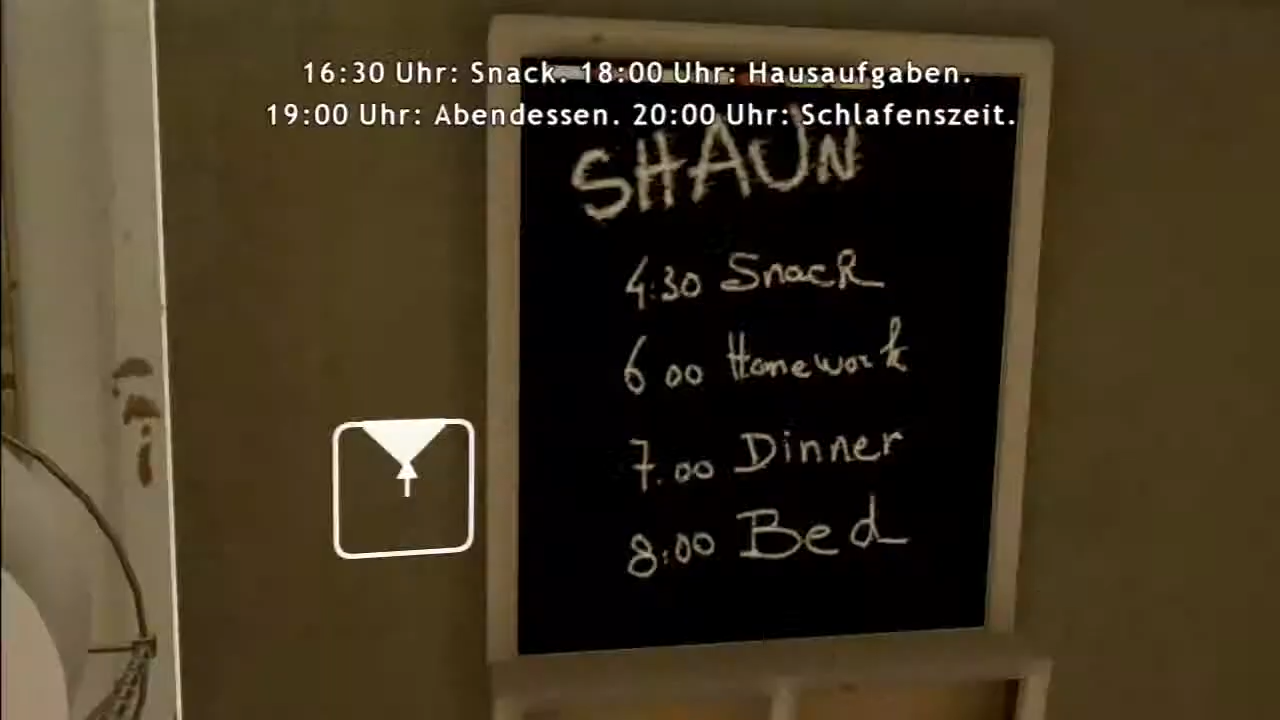 16:30 Uhr: Snack. 18:00 Uhr: Hausaufgaben.
19:00 Uhr: Abendessen. 20:00 Uhr: Schlafenszeit.
SHAUN
4:30 Snack
6 00 Homework
7.00 Dinner
8:00 Bed